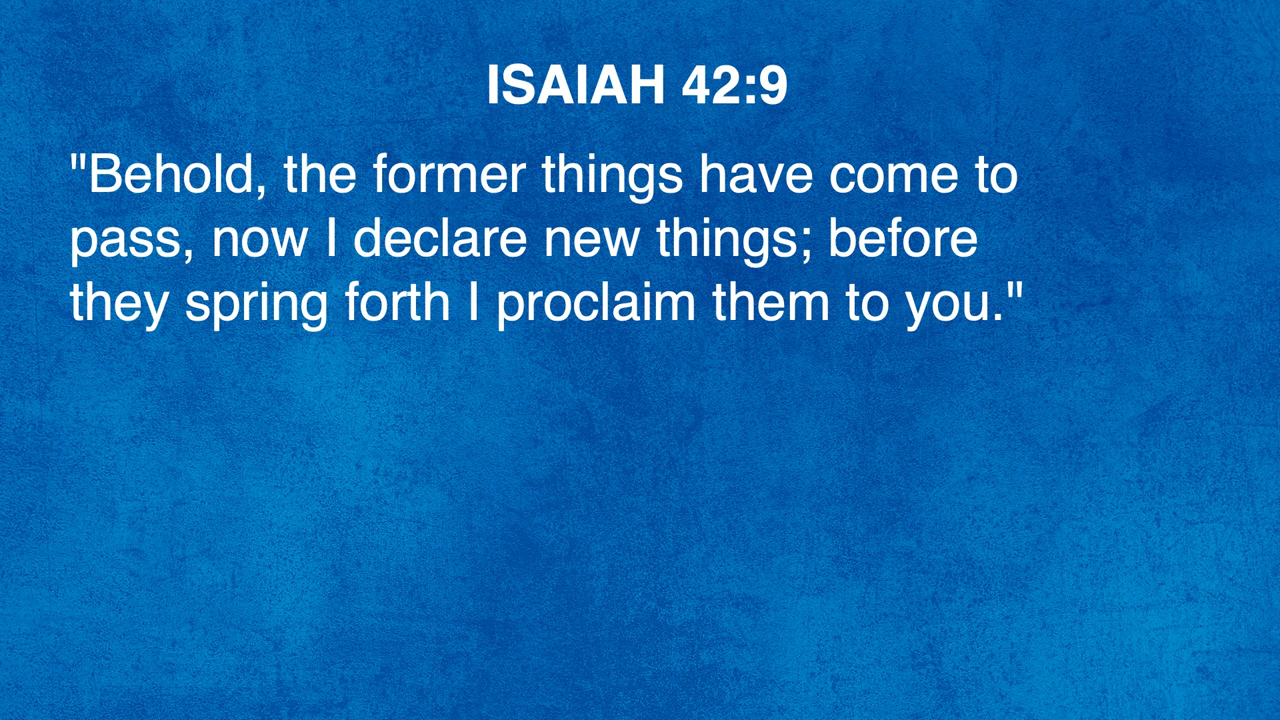 ISAIAH 42:9
"Behold, the former things have come to
pass, now I declare new things; before
they spring forth I proclaim them to you."